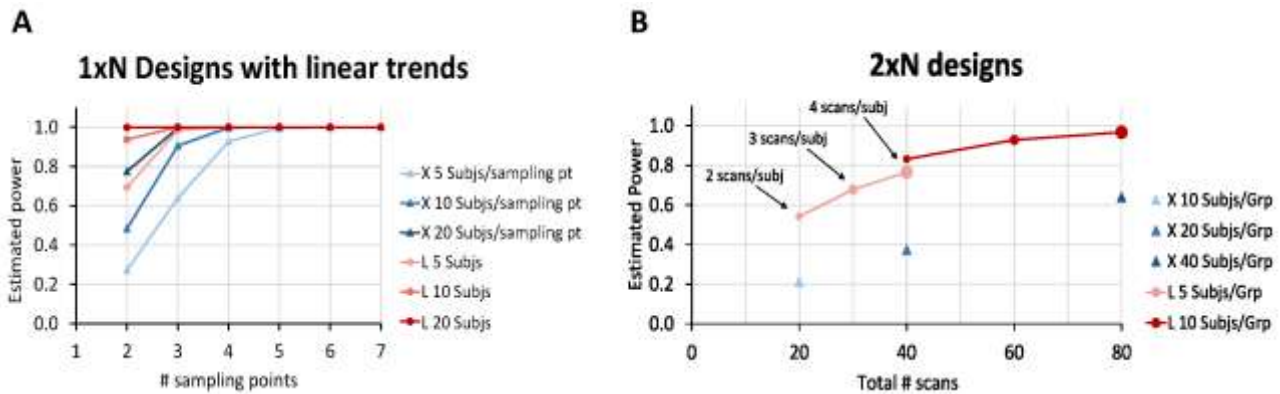 A
1xN Designs with linear trends
Estimated power
1.0
0.8
0.6
0.4
0.2
0.0
1 2 3 4 5 6 7
# sampling points
X 5 Subjs/sampling pt
X 10 Subjs/sampling pt
X 20 Subjs/sampling pt
L 5 Subjs
L 10 Subjs
L 20 Subjs
B
2xN designs
Estimated Power
1.0
0.8
0.6
0.4
0.2
0.0
4 scans/subj
3 scans/subj
2 scans/subj
0 20 40 60 80
Total # scans
X 10 Subjs/Grp
X 20 Subjs/Grp
X 40 Subjs/Grp
L 5 Subjs/Grp
L 10 Subjs/Grp